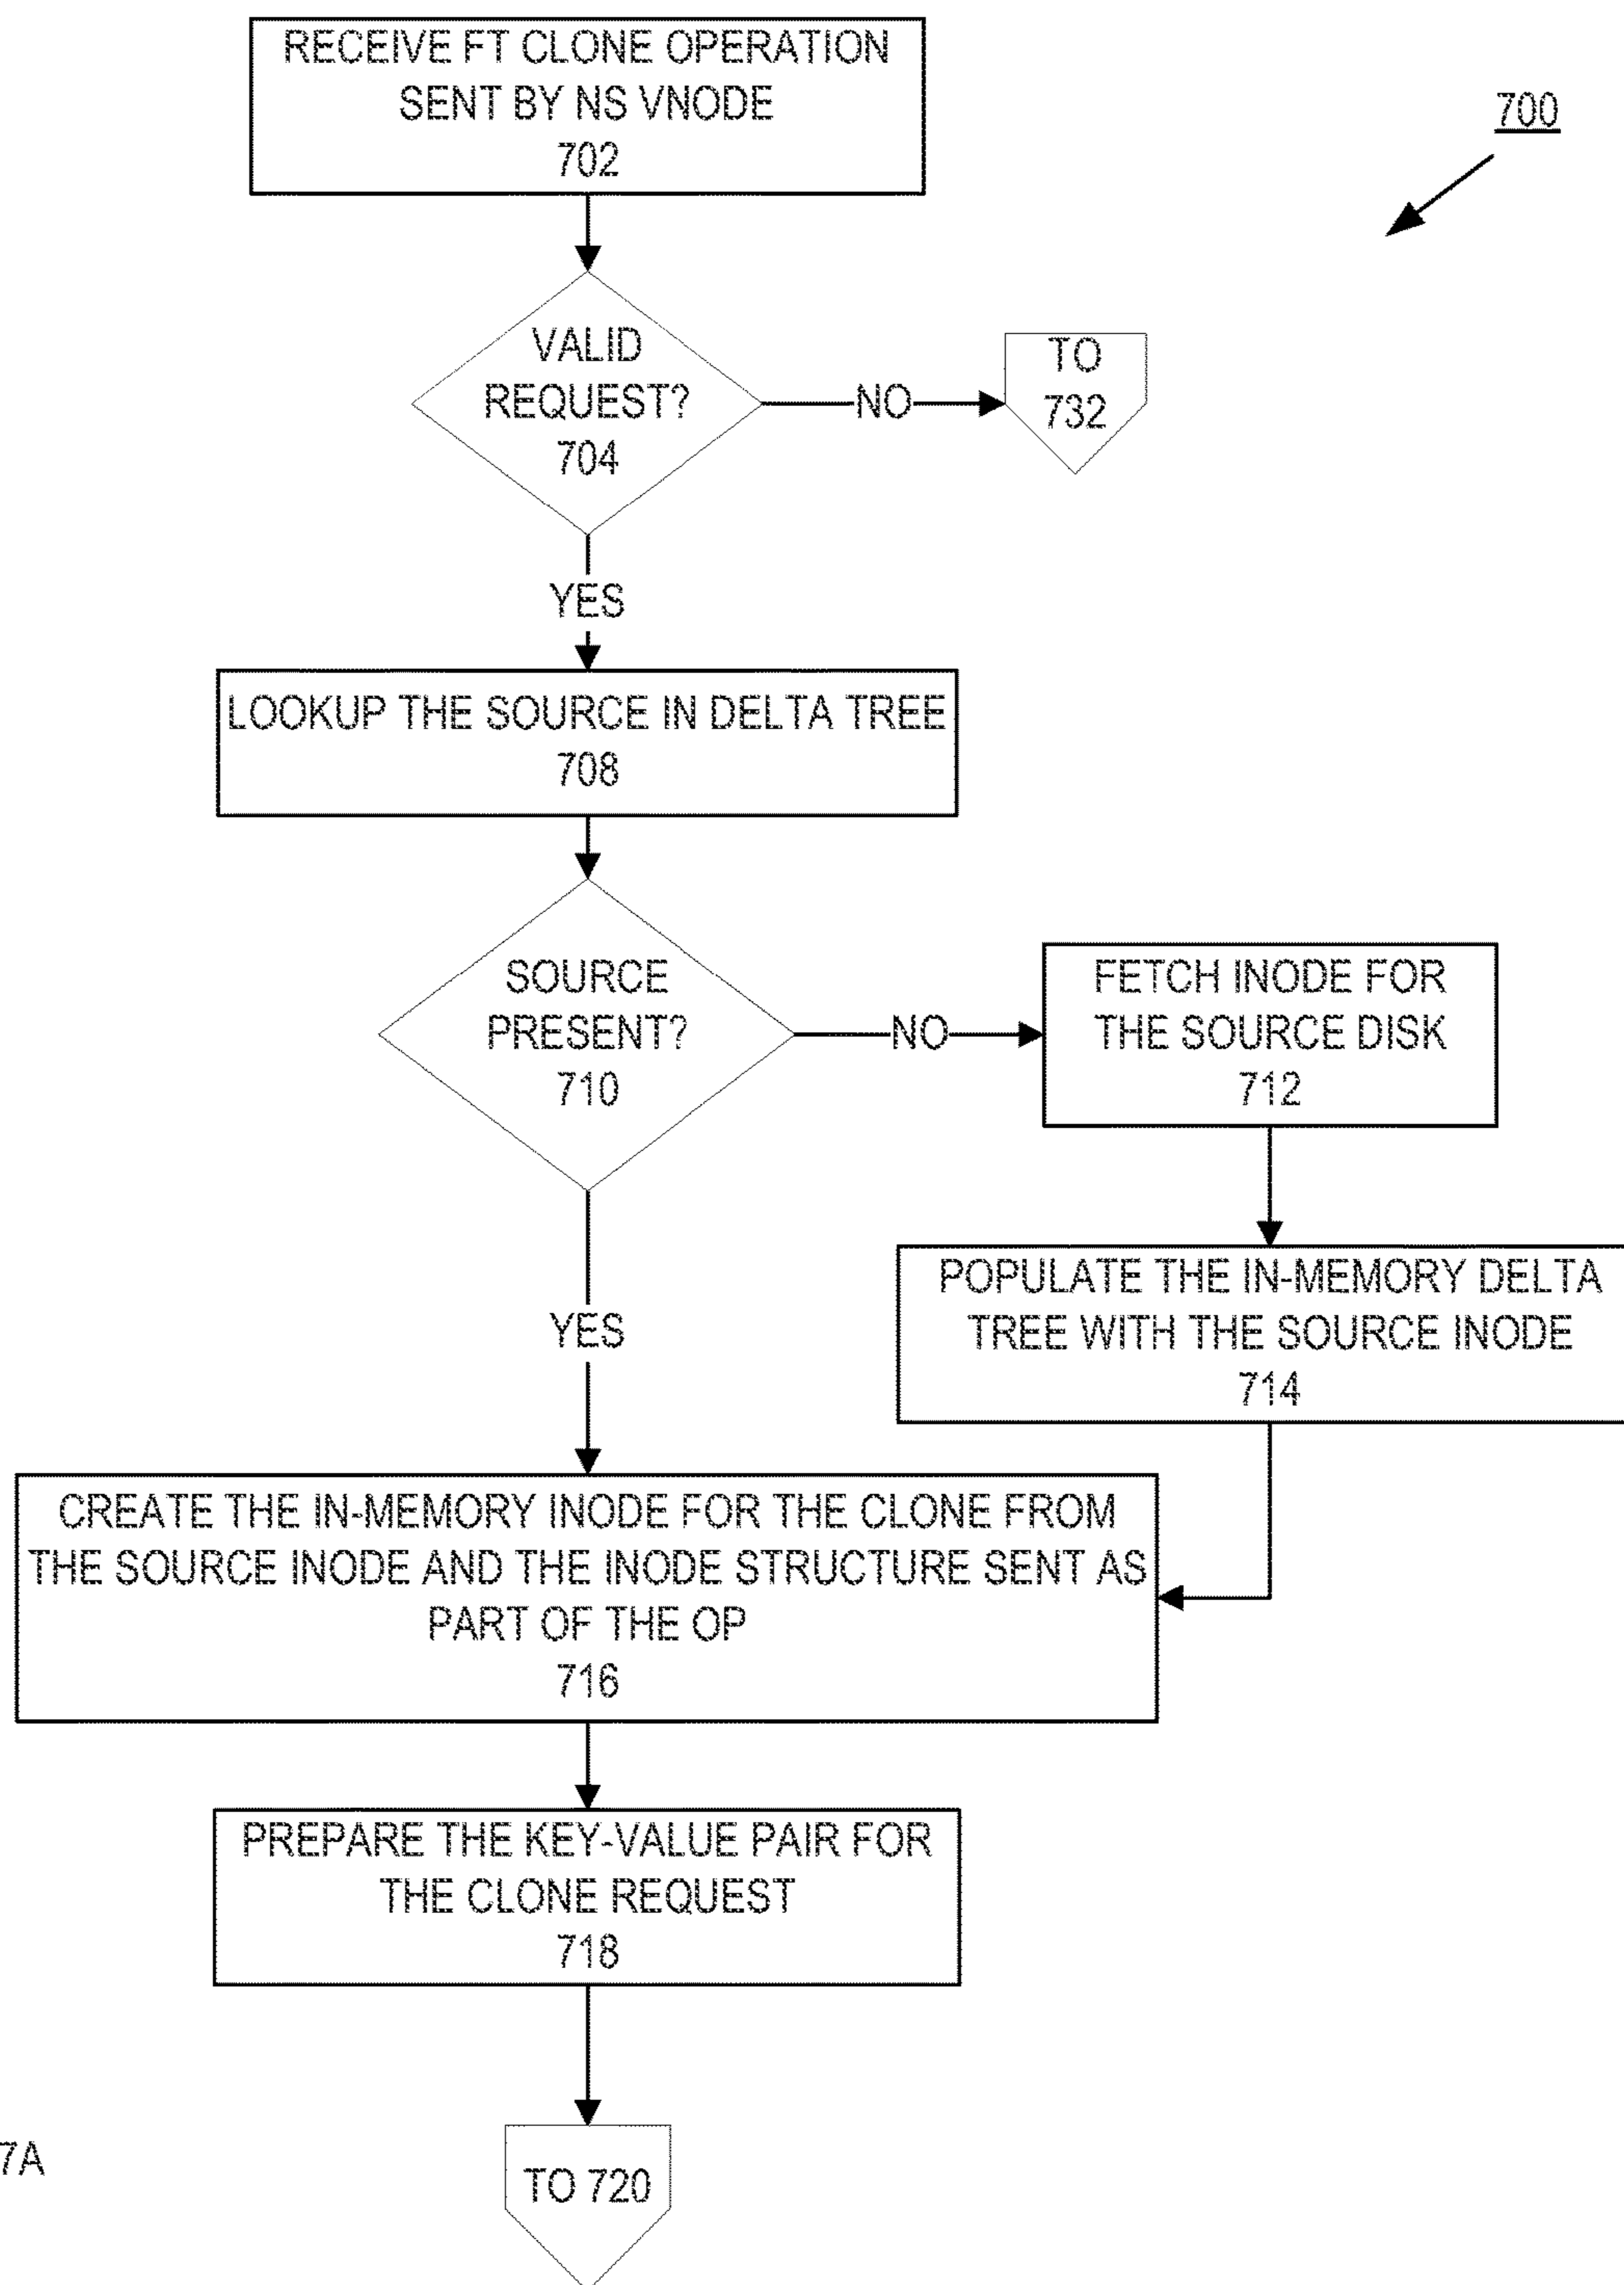 RECEIVE FT CLONE OPERATION
SENT BY NS VNODE
702
700
VALID
REQUEST?
704
NO
TO
732
YES
LOOKUP THE SOURCE IN DELTA TREE
708
SOURCE
PRESENT?
710
NO
FETCH INODE FOR
THE SOURCE DISK
712
POPULATE THE IN-MEMORY DELTA
TREE WITH THE SOURCE INODE
714
YES
CREATE THE IN-MEMORY INODE FOR THE CLONE FROM
THE SOURCE INODE AND THE INODE STRUCTURE SENT AS
PART OF THE OP
716
PREPARE THE KEY-VALUE PAIR FOR
THE CLONE REQUEST
718
7A
TO 720